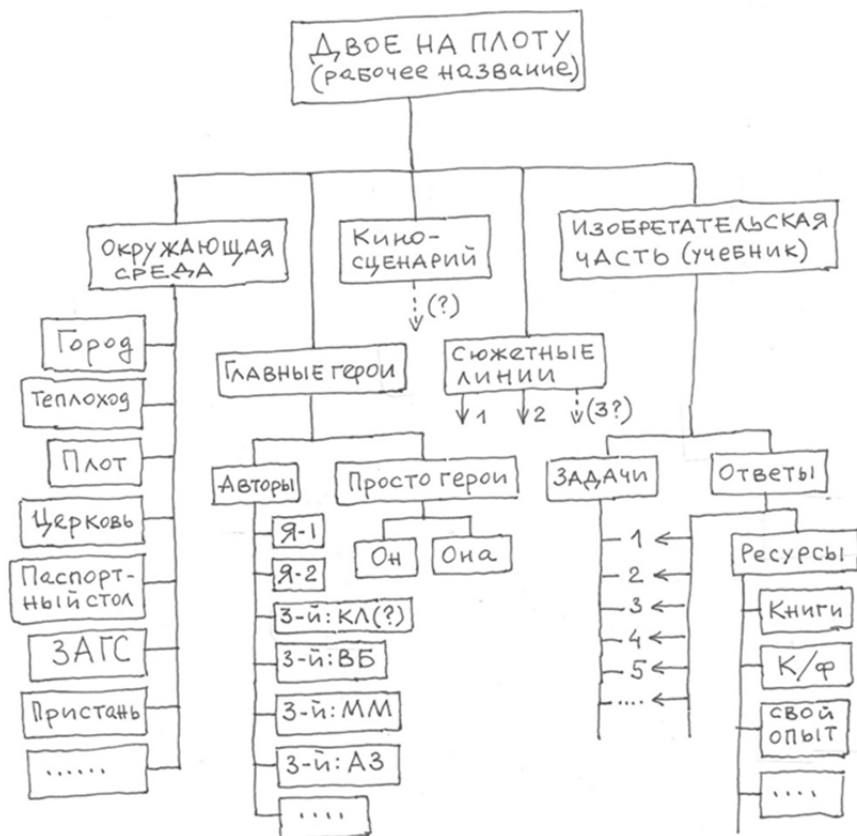 ДВОЕ НА ПЛОТУ
(рабочее название)
ОКРУЖАЮЩАЯ
СРЕДА
Кино-
сценарий
(?)
ИЗОБРЕТАТЕЛЬСКАЯ
ЧАСТЬ (учебник)
Город
Теплоход
Плот
Церковь
Паспорт-
ный стол
ЗАГС
Пристань
......
Главные герои
Сюжетные
линии
1
2
(3?)
Авторы
Просто герои
Я-1
Я-2
3-й: КЛ(?)
3-й: ВБ
3-й: ММ
3-й: АЗ
....
Он
Она
Задачи
Ответы
1
2
3
4
5
....
Ресурсы
Книги
К/ф
свой
опыт
....